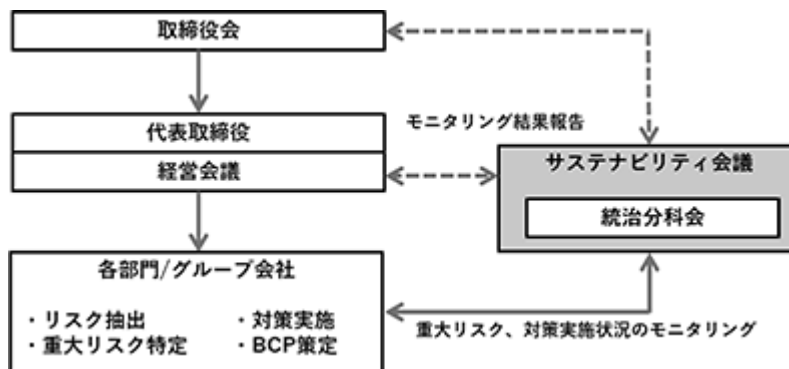 取締役会
代表取締役
モニタリング結果報告
経営会議
サステナビリティ会議
統治分科会
各部門/グループ会社
・リスク抽出 ・対策実施
・重大リスク特定 ・BCP策定
重大リスク、対策実施状況のモニタリング